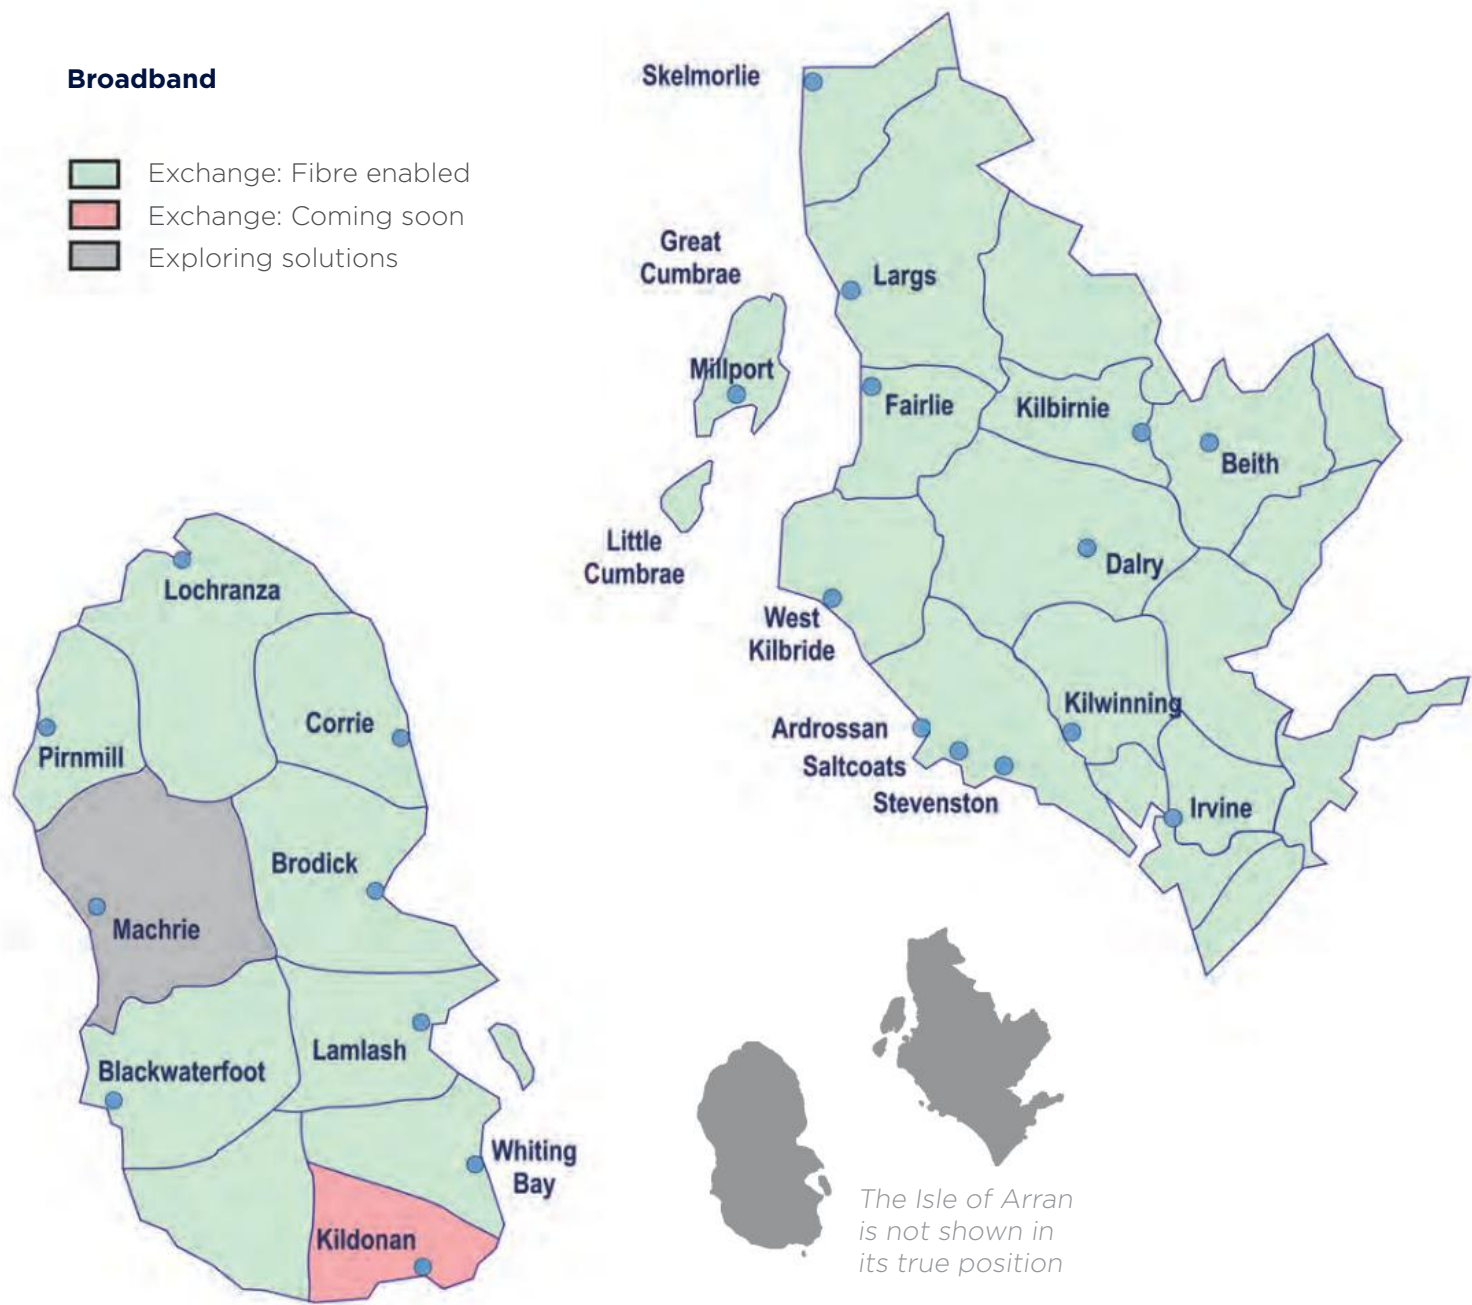 Broadband
Exchange: Fibre enabled
Exchange: Coming soon
Exploring solutions
Skelmorlie
Great
Cumbrae
Largs
Millport
Fairlie
Kilbirnie
Beith
Little
Cumbrae
Dalry
West
Kilbride
Kilwinning
Ardrossan
Saltcoats
Stevenston
Irvine
Lochranza
Corrie
Pirnmill
Brodick
Machrie
Lamlash
Blackwaterfoot
Whiting
Bay
Kildonan
The Isle of Arran
is not shown in
its true position